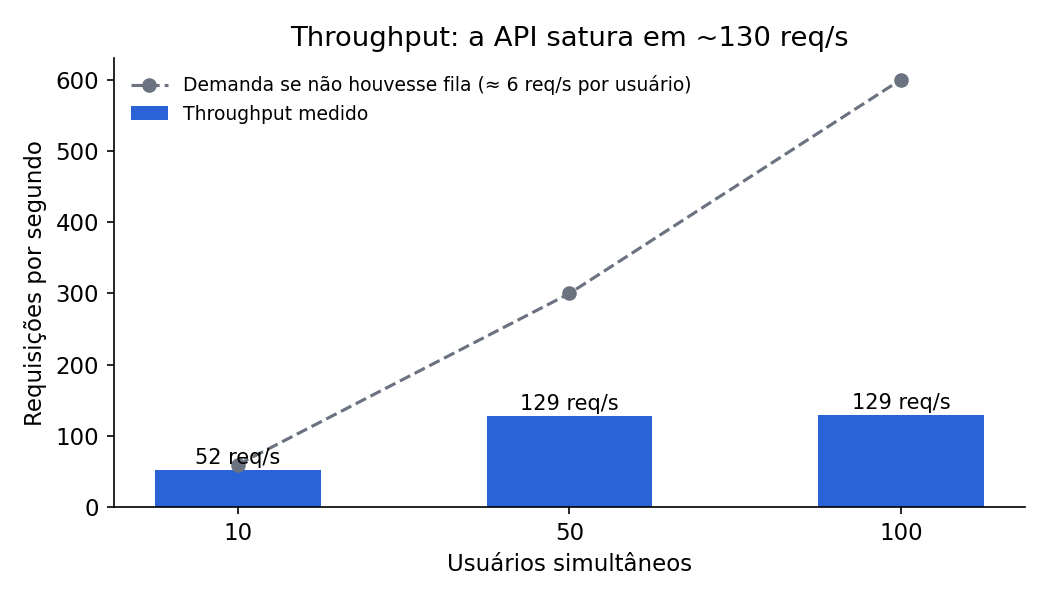 Throughput: a API satura em ~130 req/s
Demanda se não houvesse fila (≈ 6 req/s por usuário)
Throughput medido
Requisições por segundo
600
500
400
300
200
100
0
52 req/s
129 req/s
129 req/s
10
50
100
Usuários simultâneos